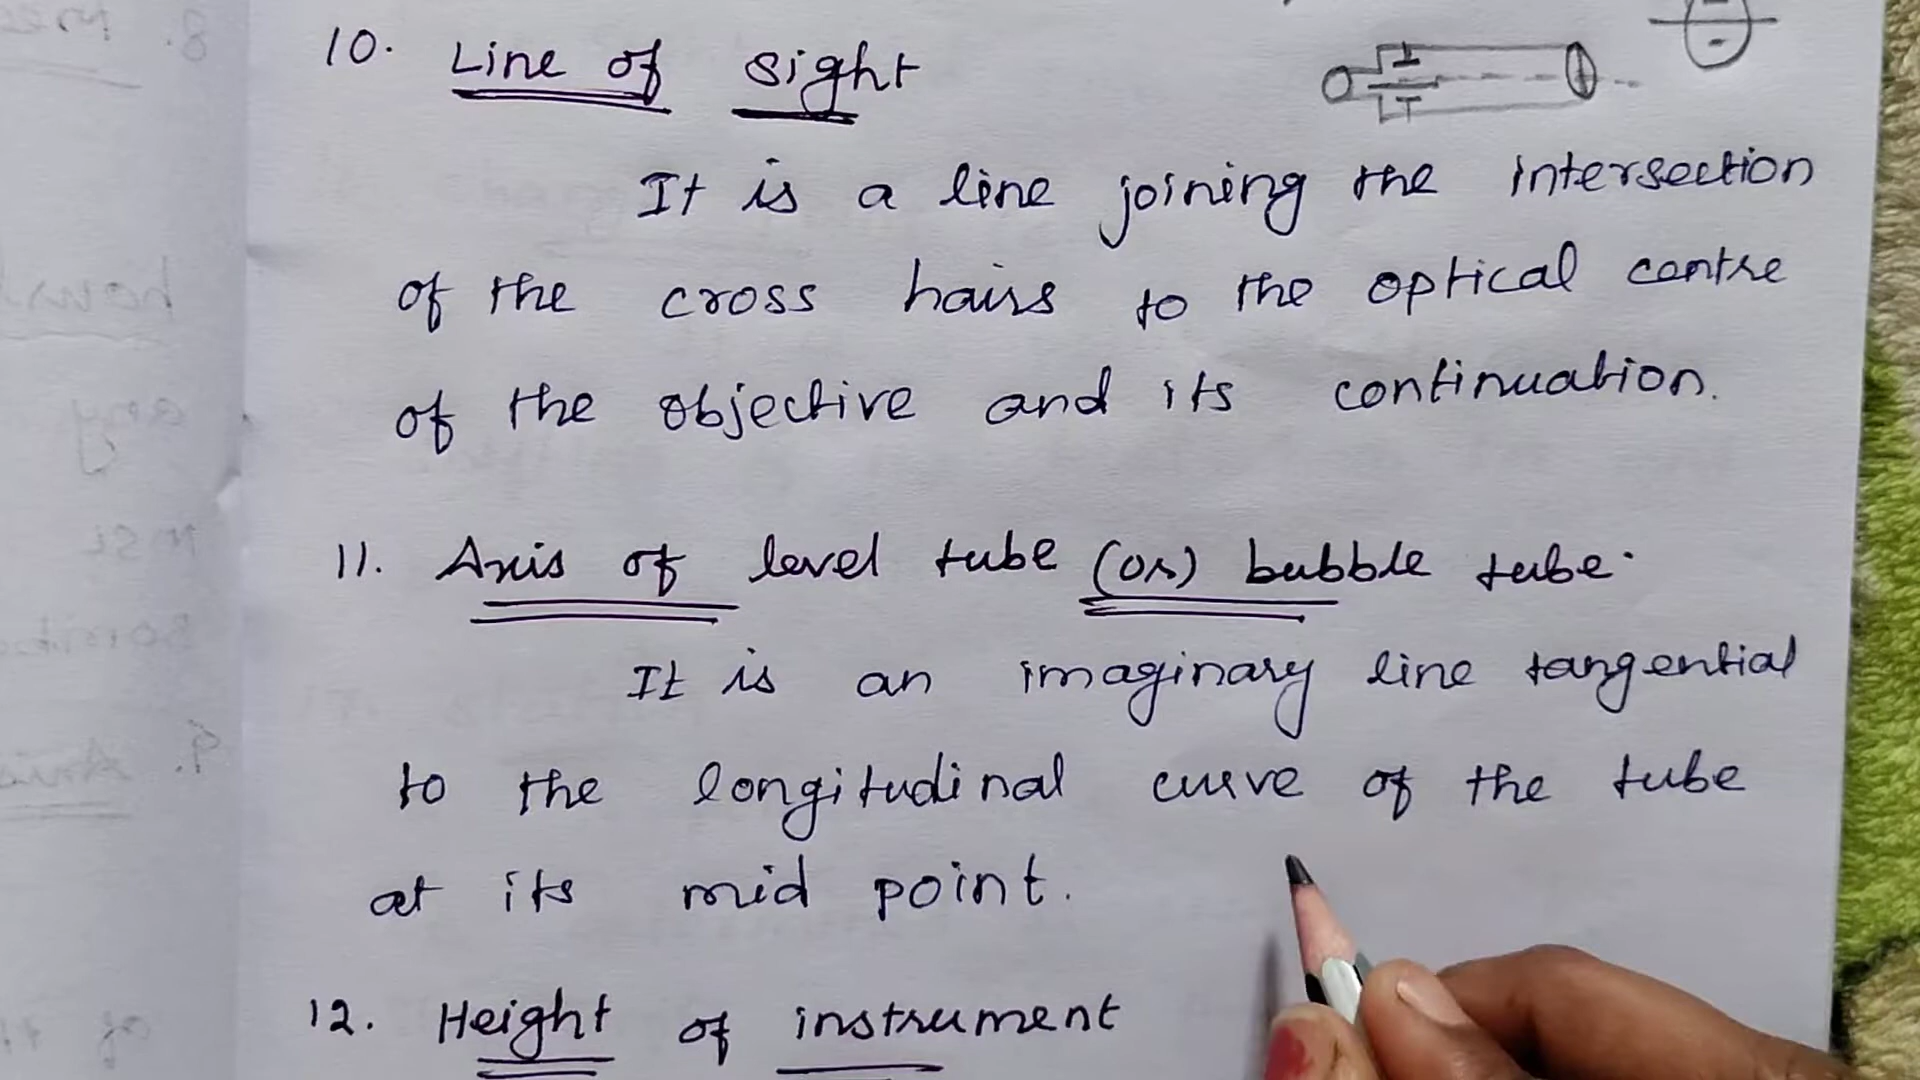 10. Line of sight
It is a line joining the intersection
of the cross hairs to the optical centre
of the objective and its continuation.
11. Axis of level tube (or) bubble tube.
It is an imaginary line tangential
to the longitudinal curve of the tube
at its mid point.
12. Height of instrument